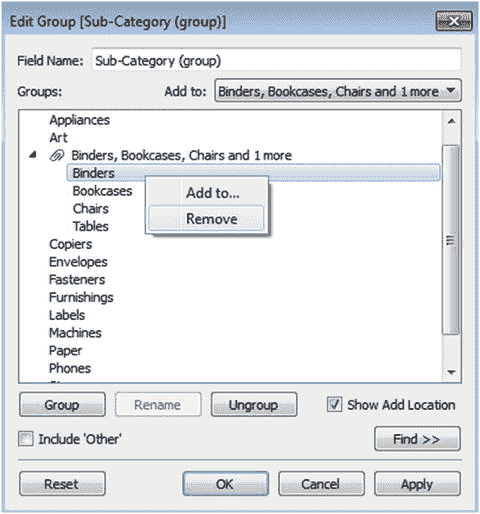 Edit Group [Sub-Category (group)]
Field Name: Sub-Category (group)
Groups: Add to: Binders, Bookcases, Chairs and 1 more
Appliances
Art
Binders, Bookcases, Chairs and 1 more
Binders
Bookcases Add to...
Chairs Remove
Tables
Copiers
Envelopes
Fasteners
Furnishings
Labels
Machines
Paper
Phones
Group Rename Ungroup Show Add Location
Include 'Other' Find >>
Reset OK Cancel Apply